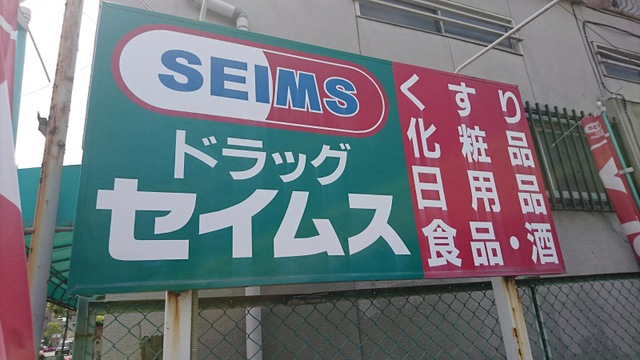 SEIMS
ドラッグ
セイムス
くすり
化粧品
日用品
食品・酒